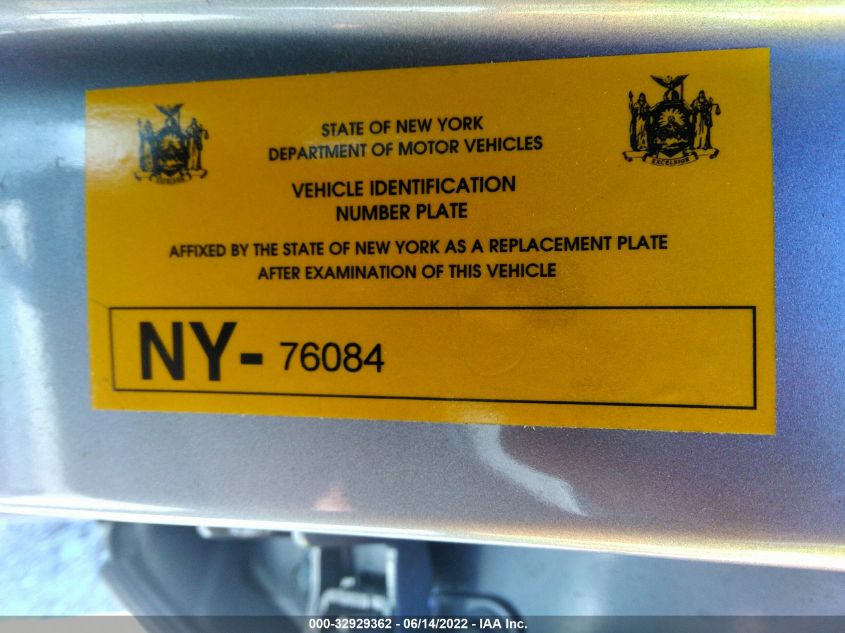 STATE OF NEW YORK
DEPARTMENT OF MOTOR VEHICLES
VEHICLE IDENTIFICATION
NUMBER PLATE
AFFIXED BY THE STATE OF NEW YORK AS A REPLACEMENT PLATE
AFTER EXAMINATION OF THIS VEHICLE
EXCELSIOR
EXCELSIOR
NY- 76084
000-32929362 - 06/14/2022 - IAA Inc.